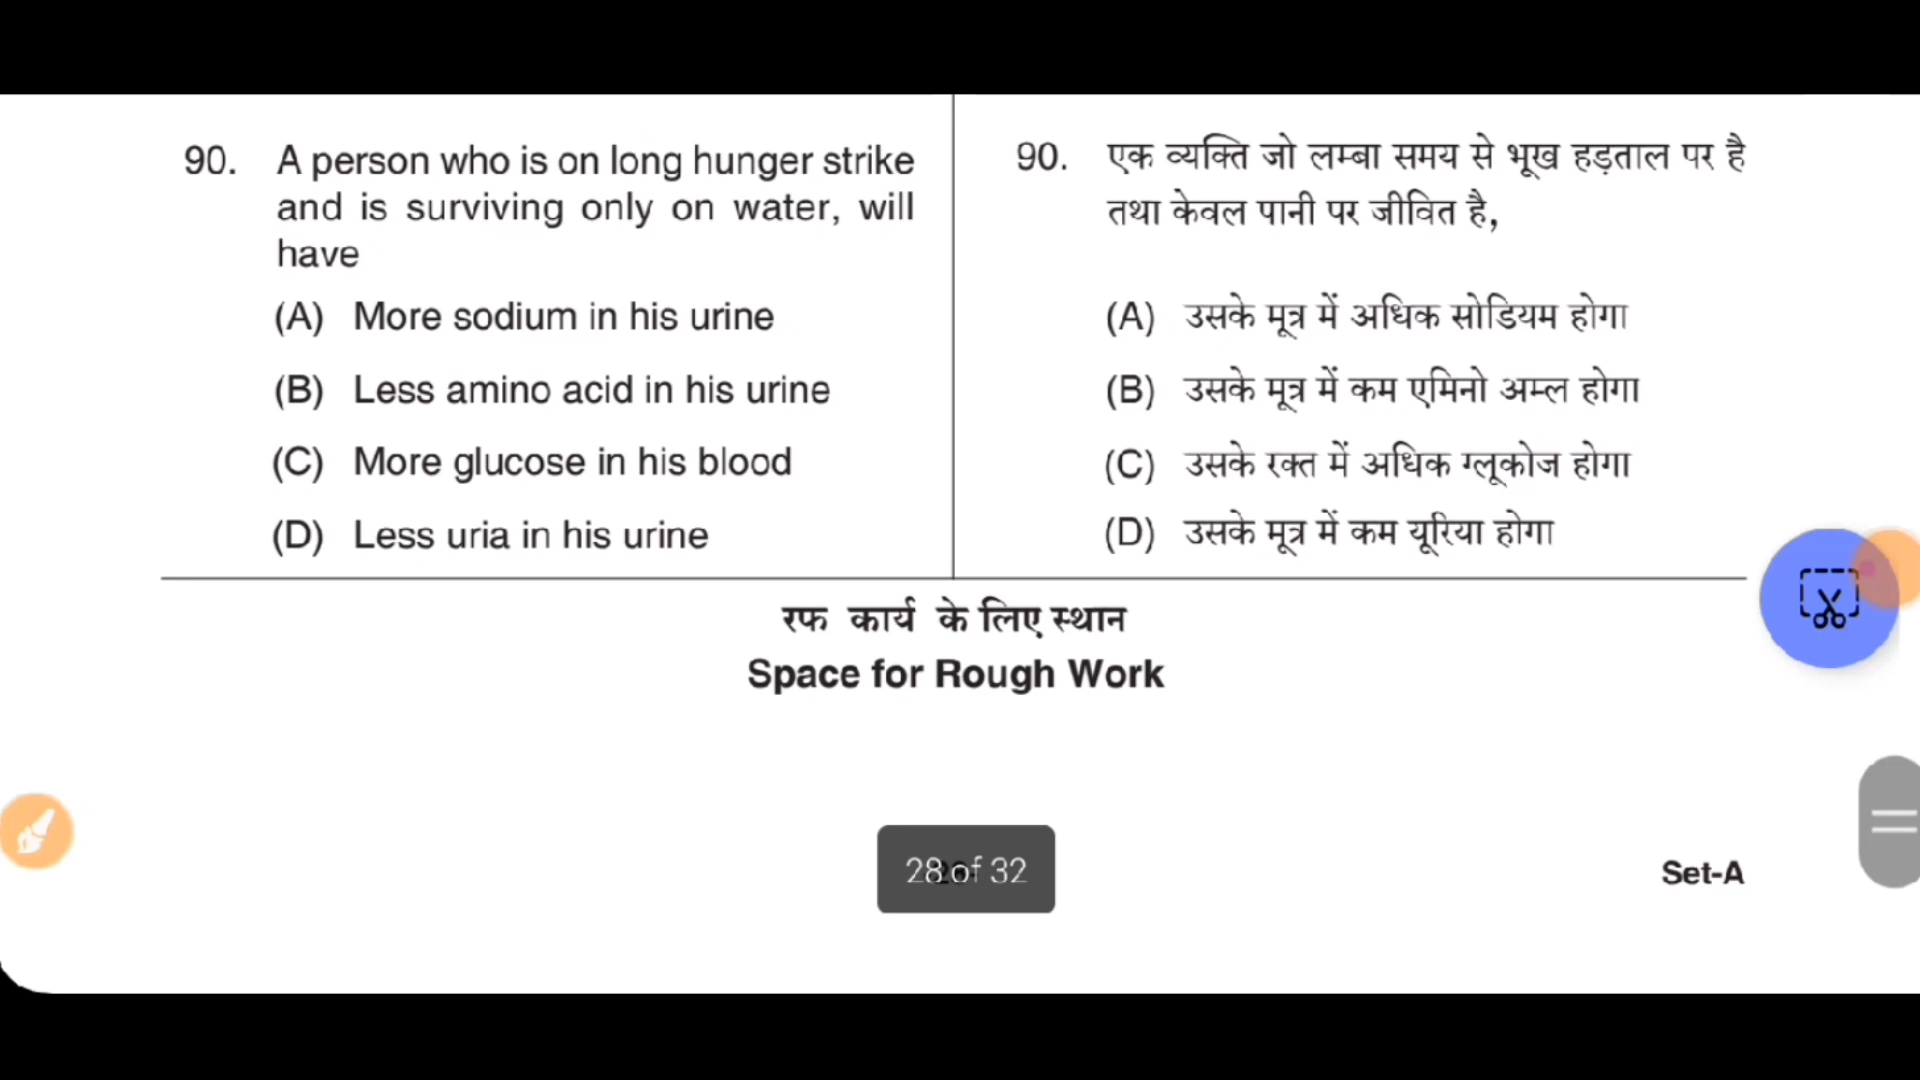 90. A person who is on long hunger strike
and is surviving only on water, will
have
(A) More sodium in his urine
(B) Less amino acid in his urine
(C) More glucose in his blood
(D) Less uria in his urine
90. एक व्यक्ति जो लम्बा समय से भूख हड़ताल पर है
तथा केवल पानी पर जीवित है,
(A) उसके मूत्र में अधिक सोडियम होगा
(B) उसके मूत्र में कम एमिनो अम्ल होगा
(C) उसके रक्त में अधिक ग्लूकोज होगा
(D) उसके मूत्र में कम यूरिया होगा
रफ कार्य के लिए स्थान
Space for Rough Work
28 of 32
Set-A